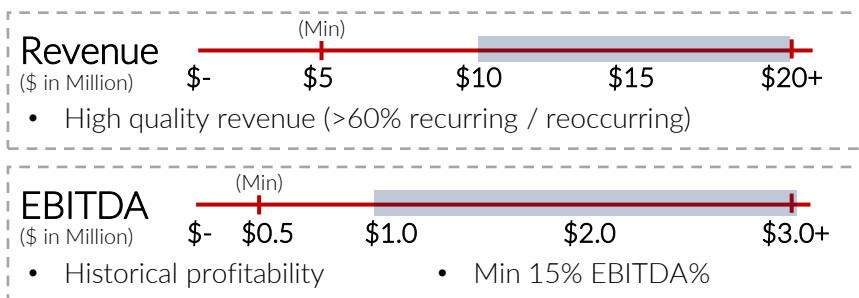 (Min)
Revenue
($ in Million)
$- $5 $10 $15 $20+
• High quality revenue (>60% recurring / reoccurring)
(Min)
EBITDA
($ in Million)
$- $0.5 $1.0 $2.0 $3.0+
• Historical profitability • Min 15% EBITDA%